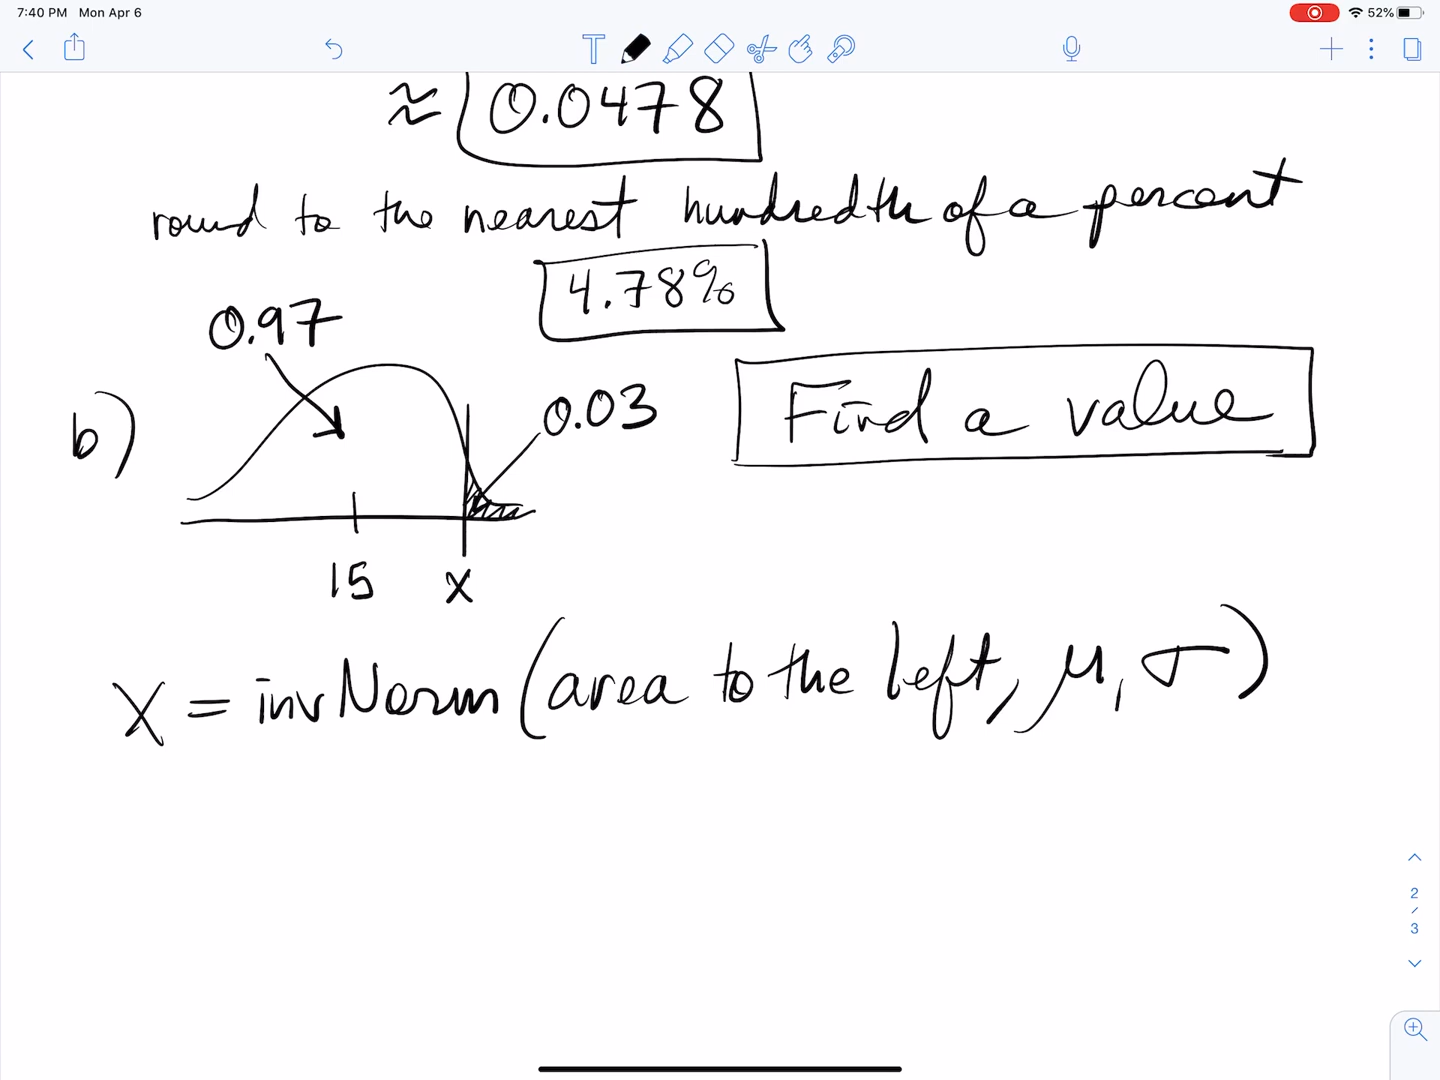 7:40 PM Mon Apr 6
52%
T
≈ 0.0478
round to the nearest hundredth of a percent
4.78%
0.97
b)
0.03
Find a value
15 X
X = invNorm (area to the left, μ, σ)
2
/
3